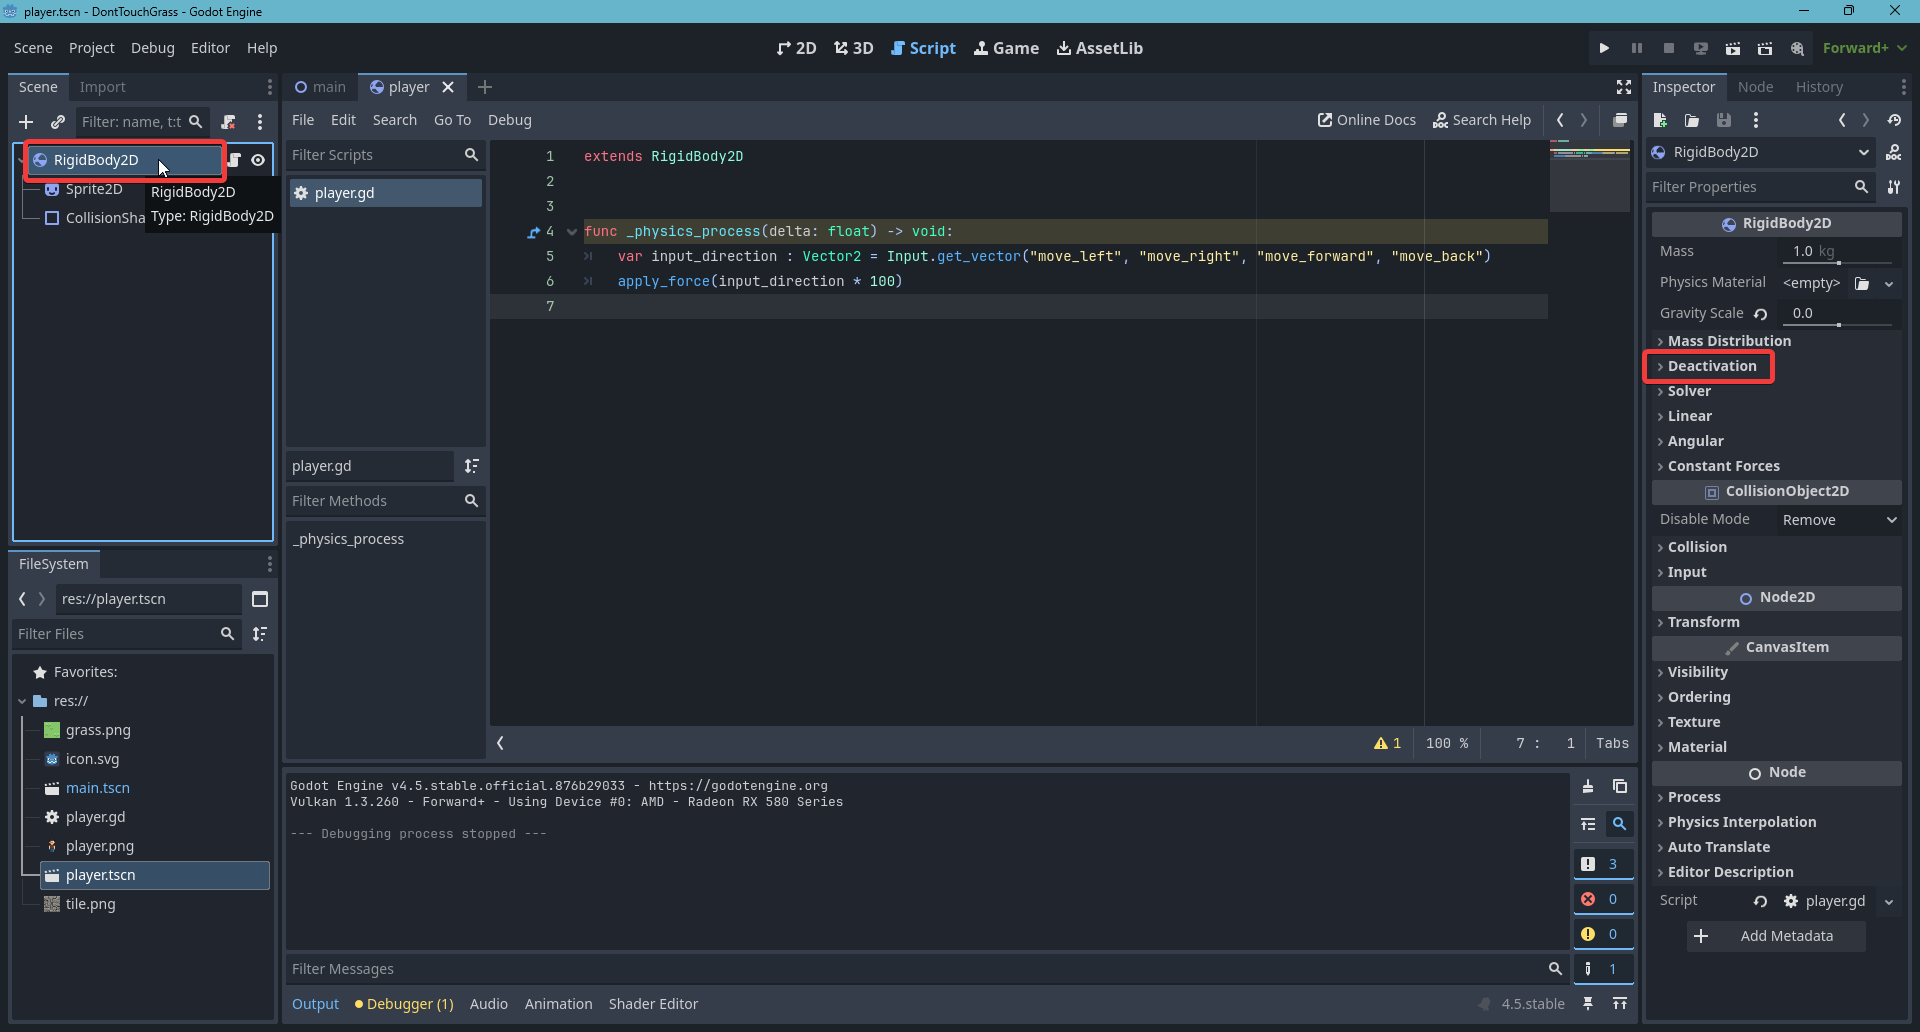 player.tscn - DontTouchGrass - Godot Engine
Scene Project Debug Editor Help
2D 3D Script Game AssetLib
Forward+
Scene Import
Filter: name, t:t
RigidBody2D
Sprite2D
CollisionSha
RigidBody2D
Type: RigidBody2D
FileSystem
res://player.tscn
Filter Files
Favorites:
res://
grass.png
icon.svg
main.tscn
player.gd
player.png
player.tscn
tile.png
main player
File Edit Search Go To Debug
Online Docs Search Help
Filter Scripts
player.gd
player.gd
Filter Methods
_physics_process
1 extends RigidBody2D
2
3
4 func _physics_process(delta: float) -> void:
5 var input_direction : Vector2 = Input.get_vector("move_left", "move_right", "move_forward", "move_back")
6 apply_force(input_direction * 100)
7
1 100 % 7 : 1 Tabs
Godot Engine v4.5.stable.official.876b29033 - https://godotengine.org
Vulkan 1.3.260 - Forward+ - Using Device #0: AMD - Radeon RX 580 Series
--- Debugging process stopped ---
3
0
0
1
Filter Messages
Output Debugger (1) Audio Animation Shader Editor
4.5.stable
Inspector Node History
RigidBody2D
Filter Properties
RigidBody2D
Mass 1.0 kg
Physics Material <empty>
Gravity Scale 0.0
Mass Distribution
Deactivation
Solver
Linear
Angular
Constant Forces
CollisionObject2D
Disable Mode Remove
Collision
Input
Node2D
Transform
CanvasItem
Visibility
Ordering
Texture
Material
Node
Process
Physics Interpolation
Auto Translate
Editor Description
Script player.gd
Add Metadata